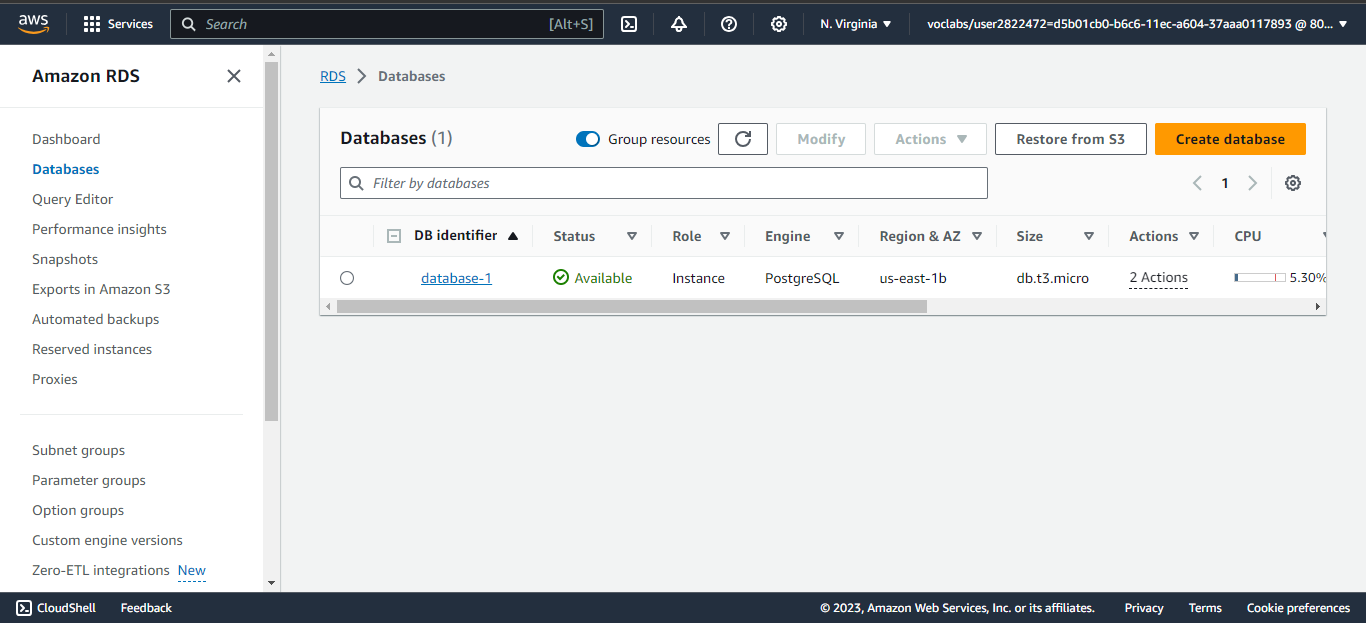 aws Services Search [Alt+S] N. Virginia voclabs/user2822472=d5b01cb0-b6c6-11ec-a604-37aaa0117893 @ 80...
Amazon RDS
Dashboard
Databases
Query Editor
Performance insights
Snapshots
Exports in Amazon S3
Automated backups
Reserved instances
Proxies
Subnet groups
Parameter groups
Option groups
Custom engine versions
Zero-ETL integrations New
RDS Databases
Databases (1) Group resources Modify Actions Restore from S3 Create database
Filter by databases 1
DB identifier Status Role Engine Region & AZ Size Actions CPU
database-1 Available Instance PostgreSQL us-east-1b db.t3.micro 2 Actions 5.30%
CloudShell Feedback © 2023, Amazon Web Services, Inc. or its affiliates. Privacy Terms Cookie preferences